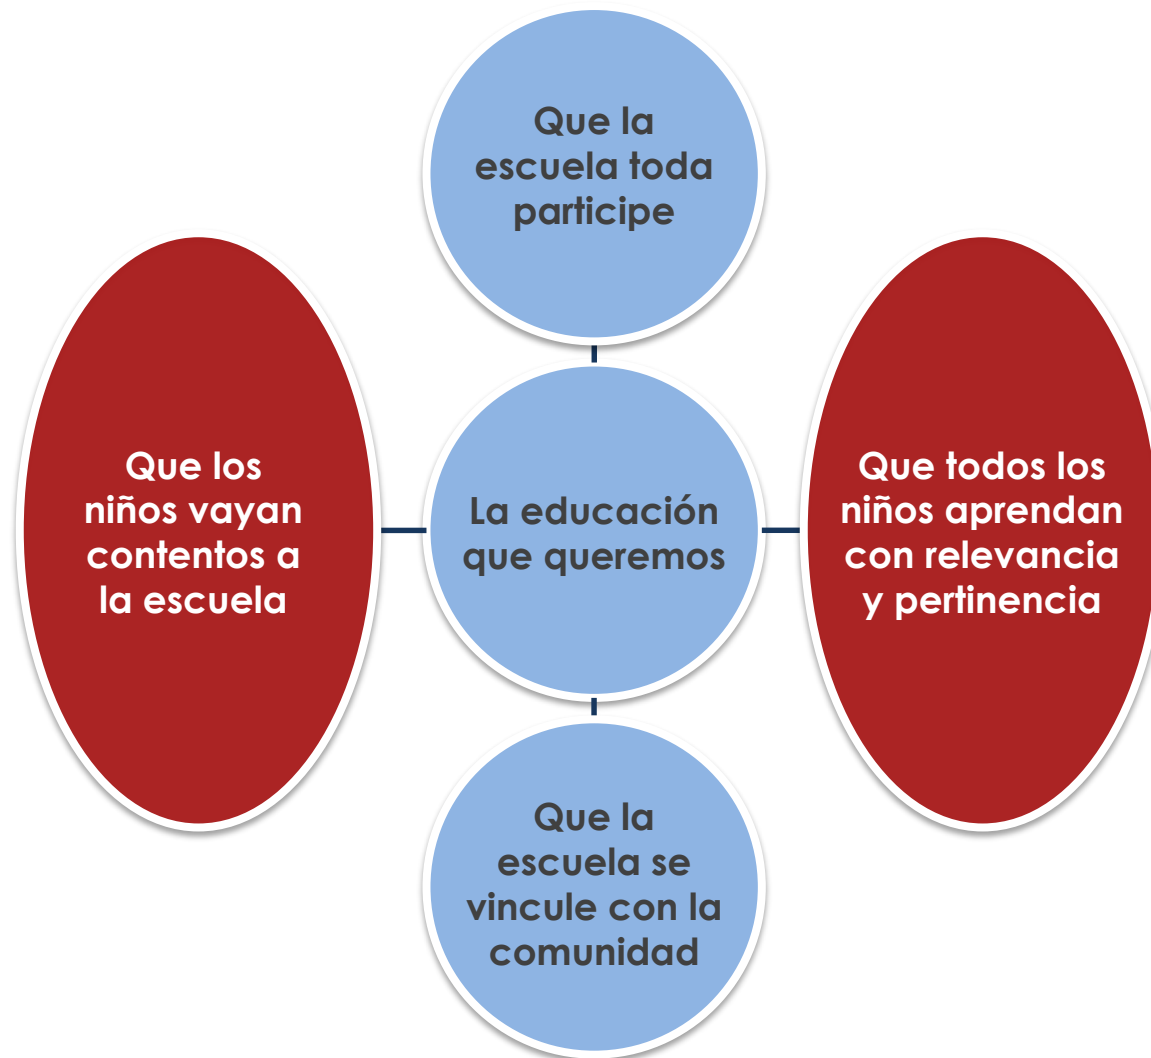 Que la
escuela toda
participe
Que los
niños vayan
contentos a
la escuela
La educación
que queremos
Que todos los
niños aprendan
con relevancia
y pertinencia
Que la
escuela se
vincule con la
comunidad